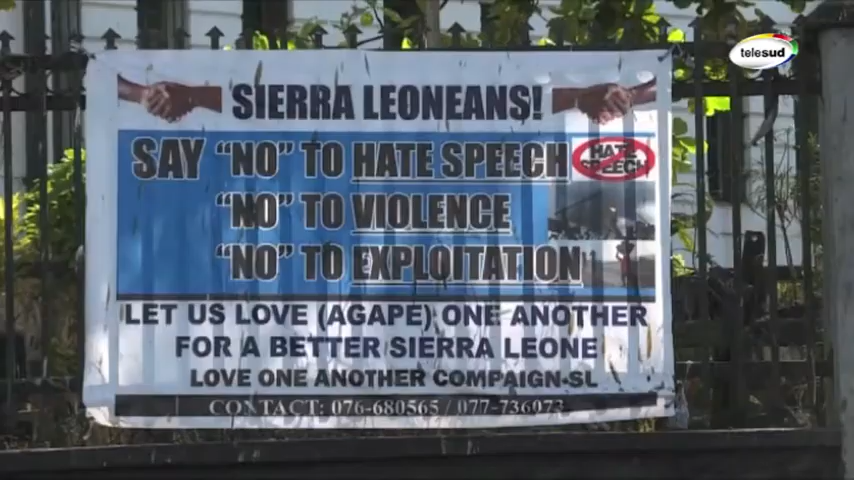 telesud
SIERRA LEONEANS!
SAY "NO" TO HATE SPEECH
HATE SPEECH
"NO" TO VIOLENCE
"NO" TO EXPLOITATION
LET US LOVE (AGAPE) ONE ANOTHER
FOR A BETTER SIERRA LEONE
LOVE ONE ANOTHER COMPAIGN-SL
CONTACT: 076-680565 / 077-736073